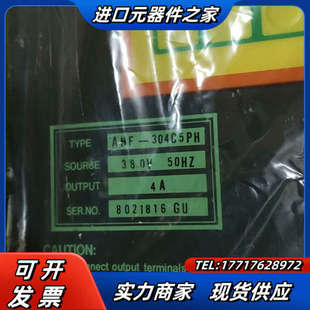 进口元器件之家
TYPE AHF-304C5PH
SOURCE 380V 50HZ
OUTPUT 4A
SER.NO. 8021816 GU
CAUTION:
nnect output terminals
可开发票
TEL:17717628972
实力商家 现货供应